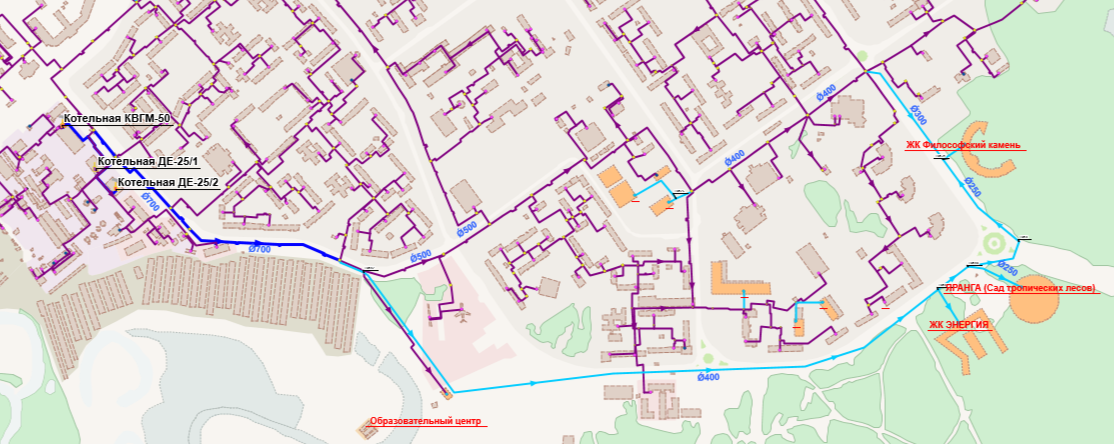 Ø400
Ø300
Котельная КВГМ-50
ЖК Философский камень
Котельная ДЕ-25/1
Ø400
Котельная ДЕ-25/2
Ø250
Ø700
Ø500
Ø700
Ø500
Ø250
ЯРАНГА (Сад тропических лесов)
ЖК ЭНЕРГИЯ
Ø400
Образовательный центр